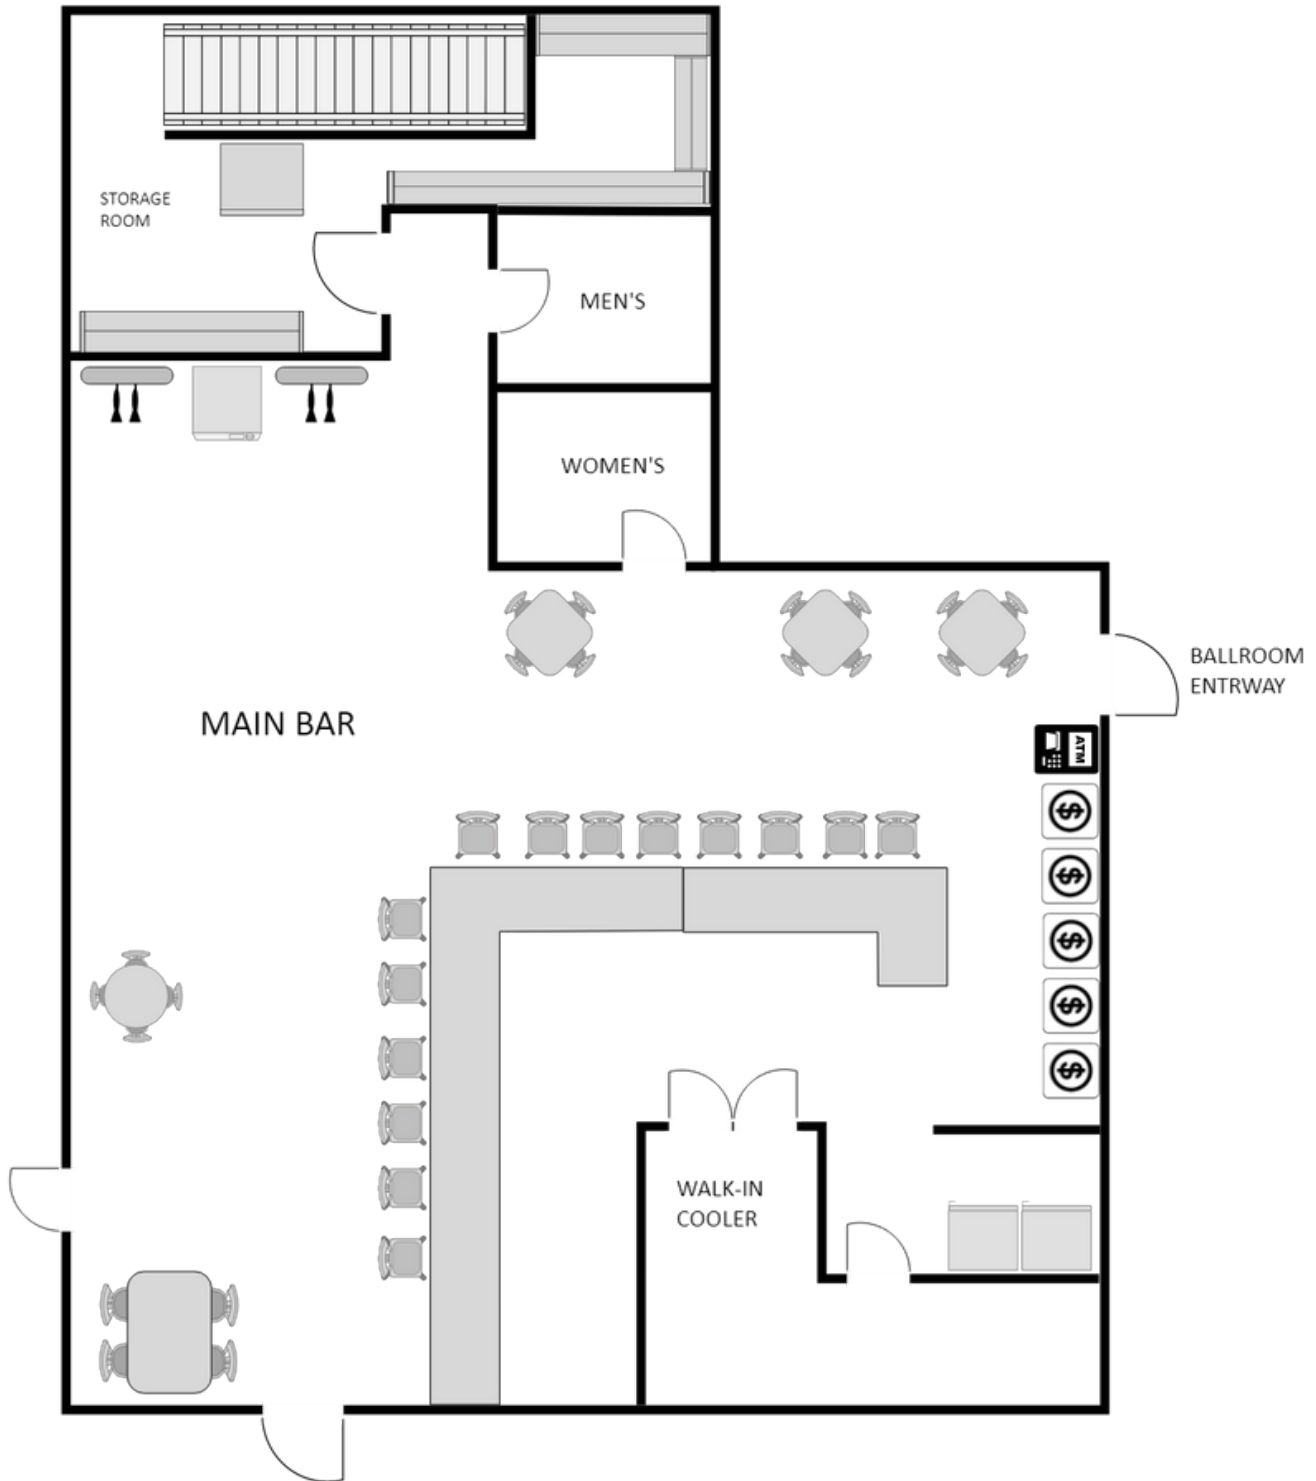 STORAGE
ROOM
MEN'S
WOMEN'S
BALLROOM
ENTRWAY
MAIN BAR
ATM
$
$
$
$
$
WALK-IN
COOLER